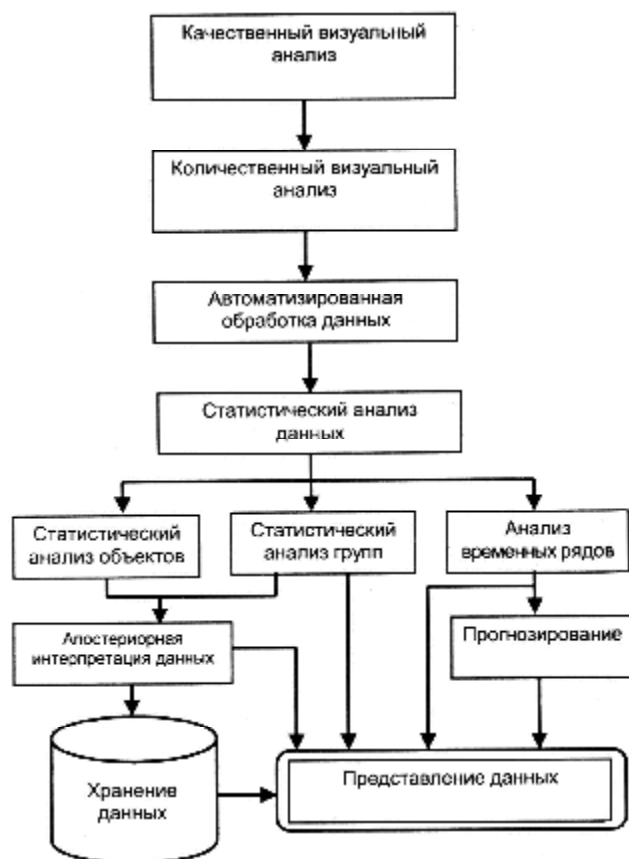 Качественный визуальный
анализ
Количественный визуальный
анализ
Автоматизированная
обработка данных
Статистический анализ
данных
Статистический
анализ объектов
Статистический
анализ групп
Анализ
временных рядов
Апостериорная
интерпретация данных
Прогнозирование
Хранение
данных
Представление данных